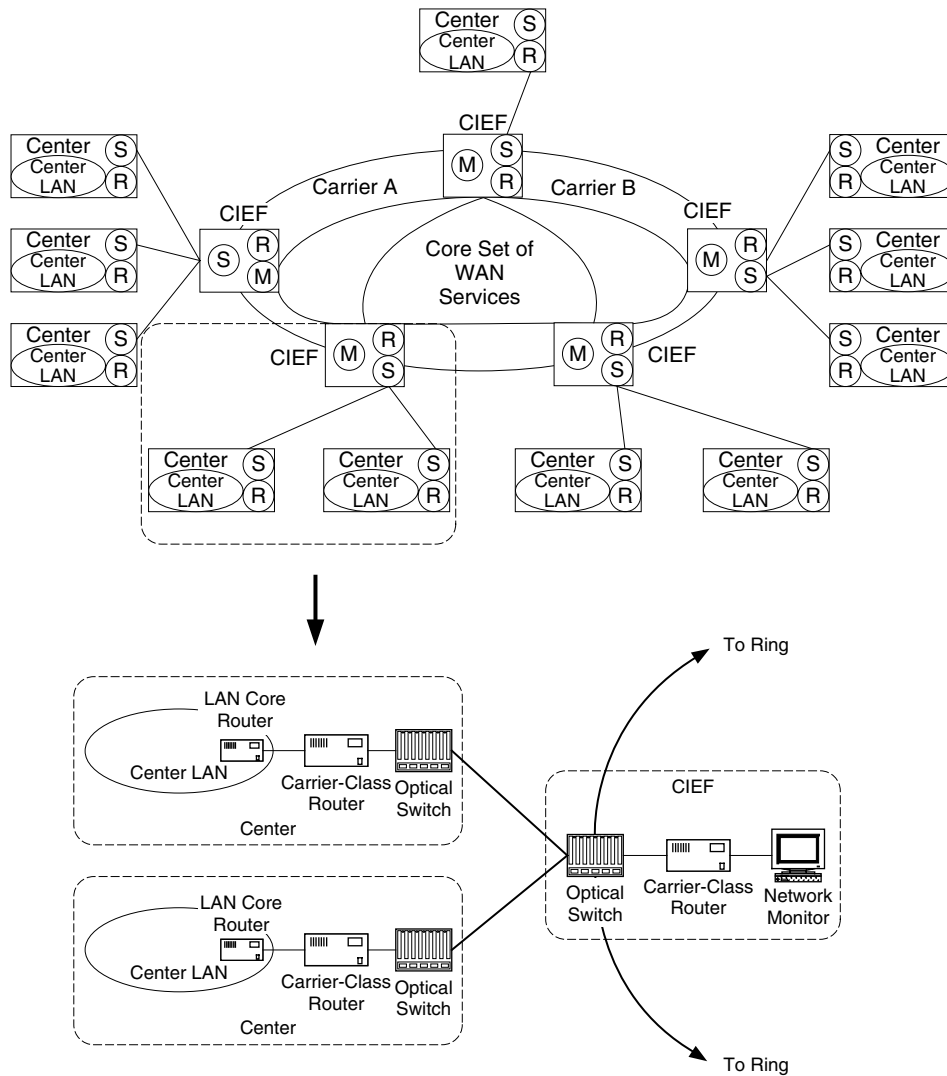 Center
S
Center
LAN
R
CIEF
M
S
R
Carrier A
Carrier B
Center
S
Center
LAN
R
Center
S
Center
LAN
R
Center
S
Center
LAN
R
CIEF
S
R
M
Core Set of
WAN
Services
CIEF
M
R
S
S
Center
Center
LAN
R
S
Center
Center
LAN
R
S
Center
Center
LAN
R
CIEF
M
R
S
M
R
S
CIEF
Center
S
Center
LAN
R
Center
S
Center
LAN
R
Center
S
Center
LAN
R
Center
S
Center
LAN
R
To Ring
LAN Core
Router
Center LAN
Carrier-Class
Router
Optical
Switch
Center
CIEF
Optical
Switch
Carrier-Class
Router
Network
Monitor
LAN Core
Router
Center LAN
Carrier-Class
Router
Optical
Switch
Center
To Ring